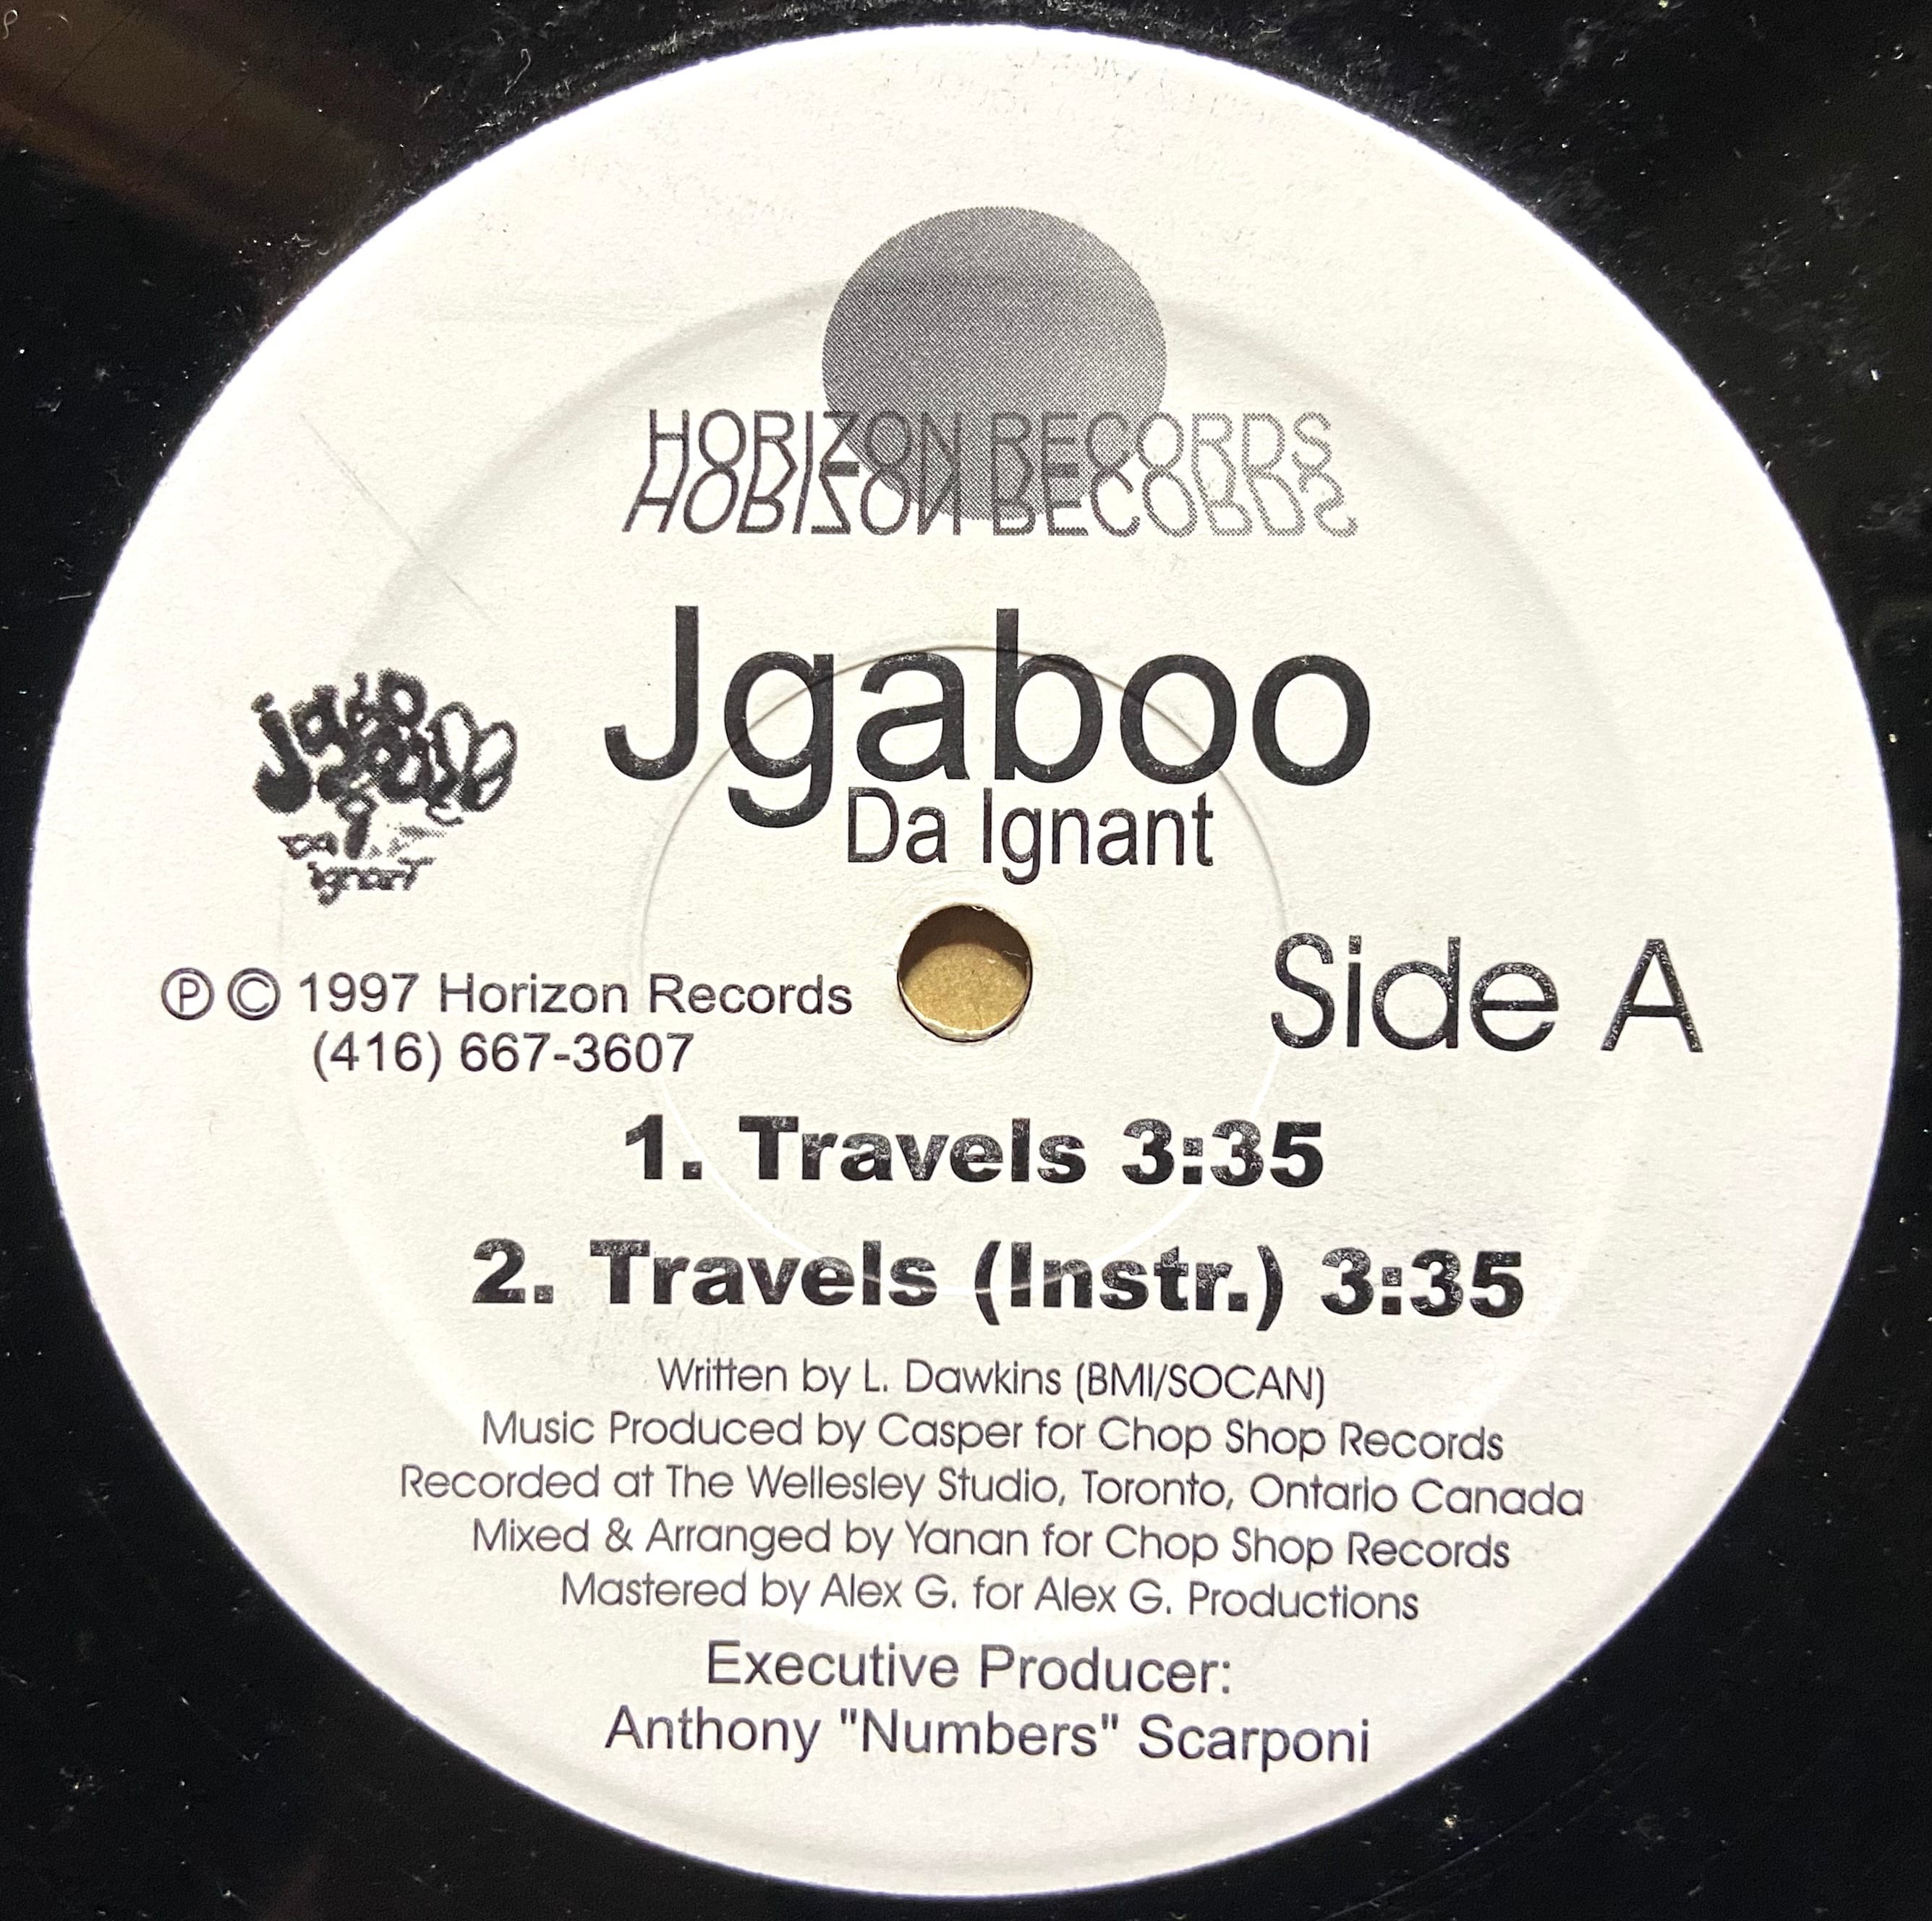 HORIZON RECORDS
HORIZON RECORDS
Jgaboo
Da Ignant
jgaboo
da
ignant
Ⓟ © 1997 Horizon Records
(416) 667-3607
Side A
1. Travels 3:35
2. Travels (Instr.) 3:35
Written by L. Dawkins (BMI/SOCAN)
Music Produced by Casper for Chop Shop Records
Recorded at The Wellesley Studio, Toronto, Ontario Canada
Mixed & Arranged by Yanan for Chop Shop Records
Mastered by Alex G. for Alex G. Productions
Executive Producer:
Anthony "Numbers" Scarponi